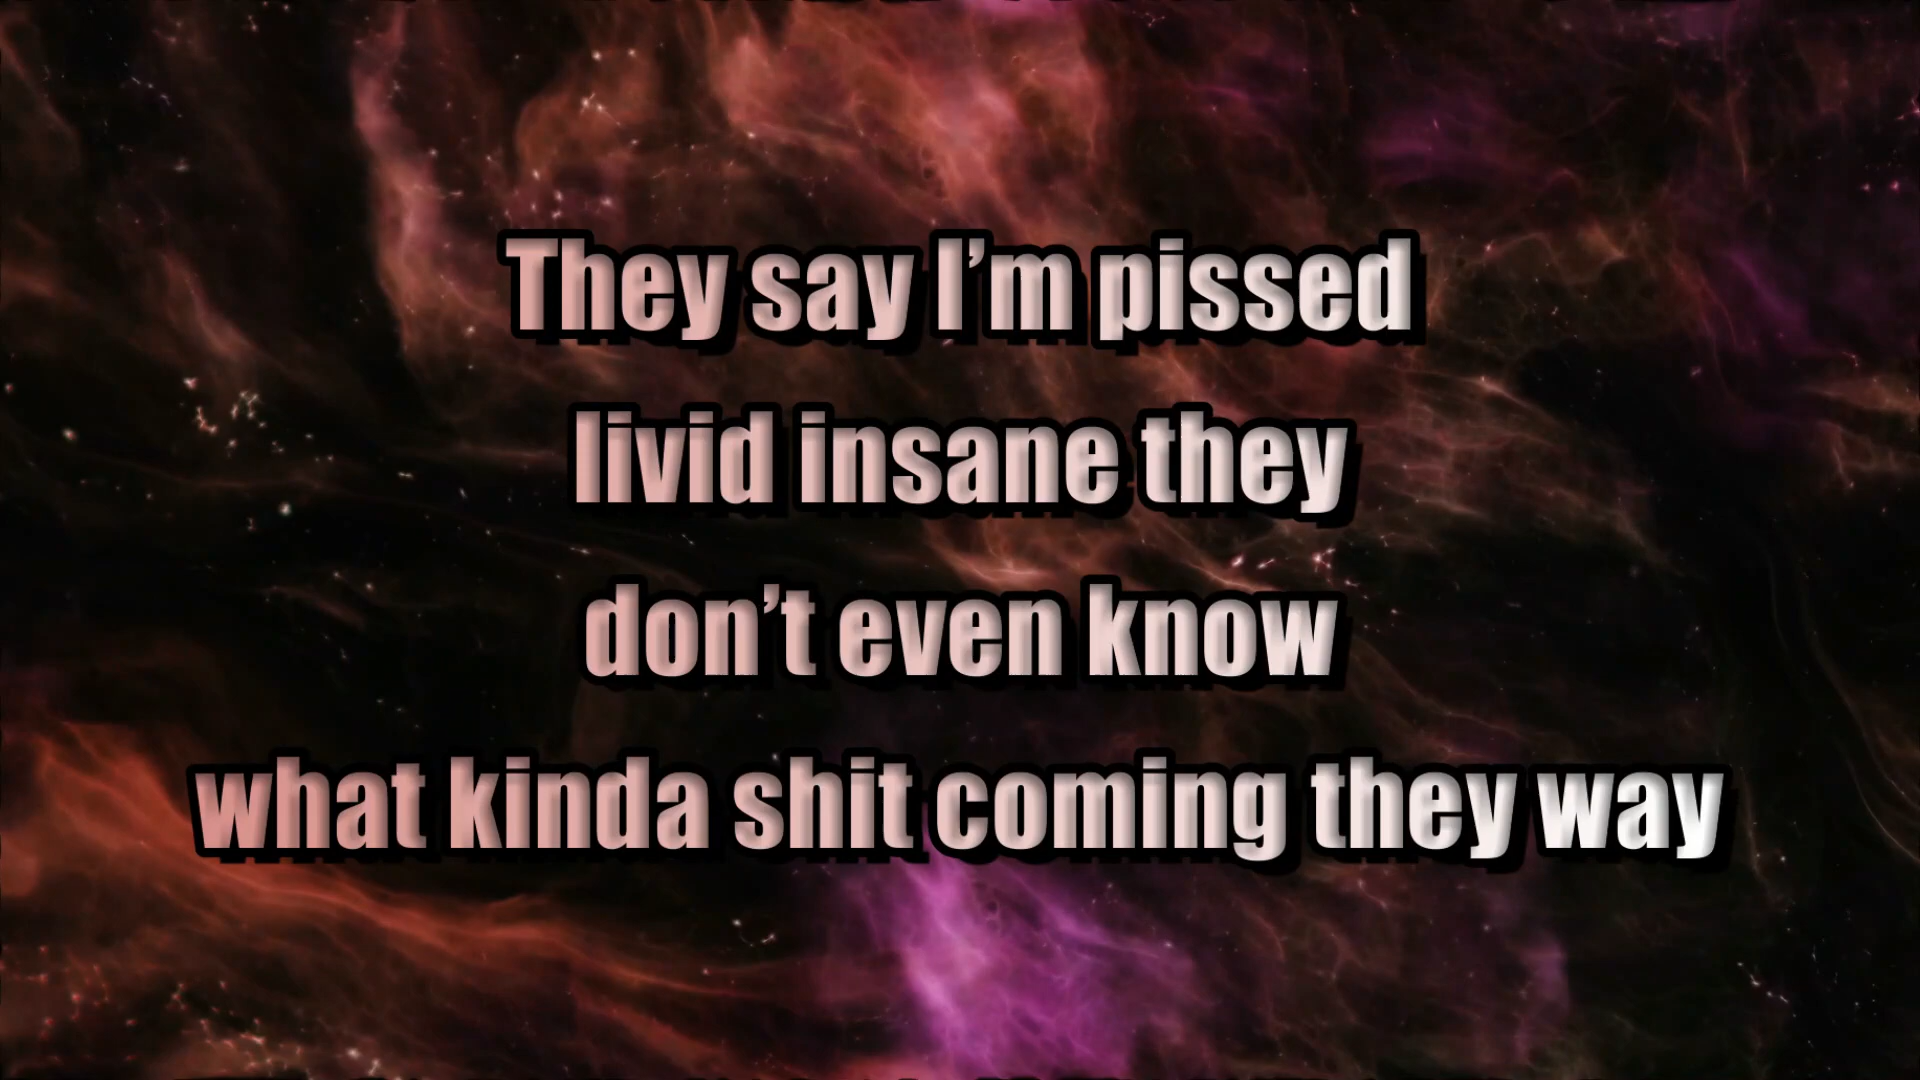 They say I’m pissed
livid insane they
don’t even know
what kinda shit coming they way